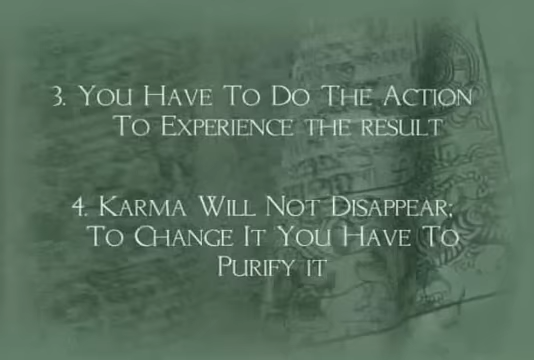 3. You Have To Do The Action
To Experience the result
4. Karma Will Not Disappear;
To Change It You Have To
Purify it